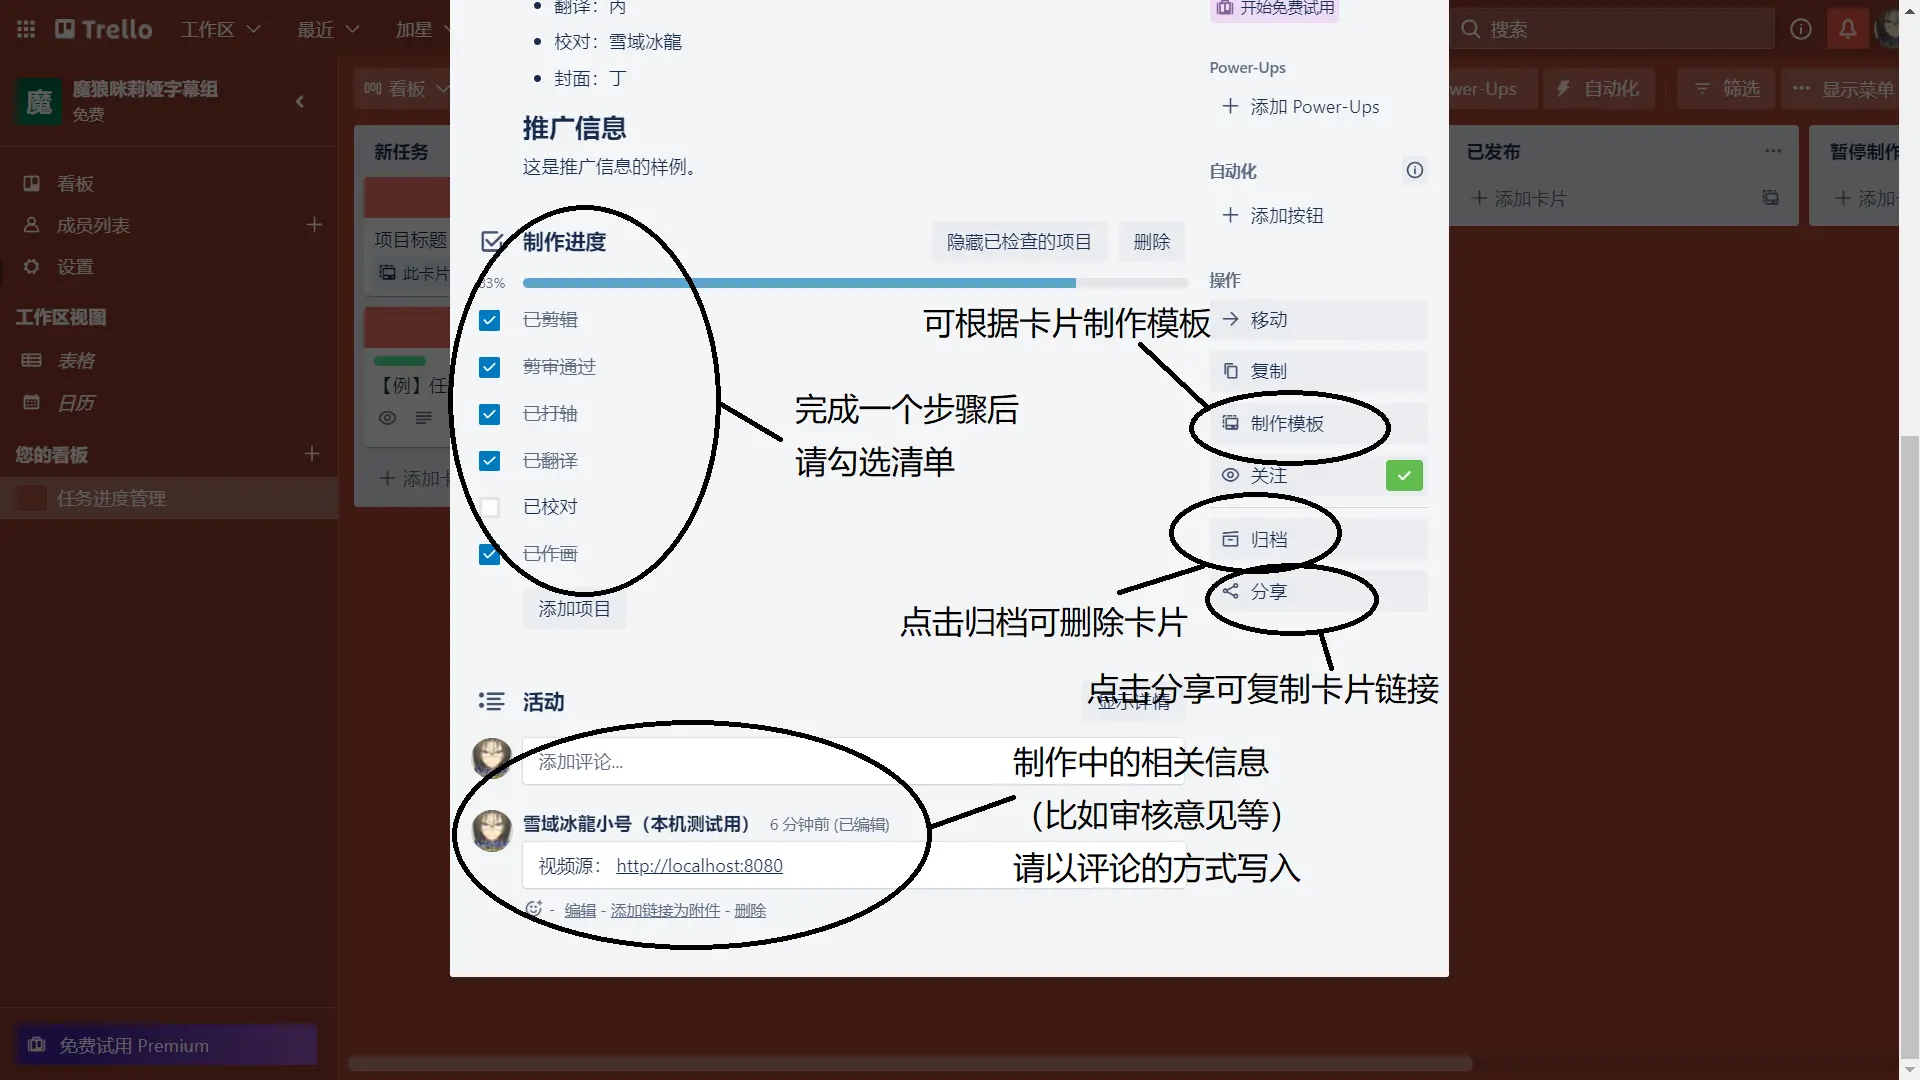 Trello
工作区
最近
加星
搜索
魔
魔狼咪莉娅字幕组
免费
看板
成员列表
设置
工作区视图
表格
日历
您的看板
任务进度管理
免费试用 Premium
看板
wer-Ups
自动化
筛选
显示菜单
新任务
项目标题
此卡片
【例】任
添加卡
已发布
添加卡片
暂停制作
添加
翻译：丙
校对：雪域冰龍
封面：丁
推广信息
这是推广信息的样例。
制作进度
隐藏已检查的项目
删除
83%
已剪辑
剪审通过
已打轴
已翻译
已校对
已作画
添加项目
完成一个步骤后
请勾选清单
活动
显示详情
添加评论...
雪域冰龍小号（本机测试用） 6 分钟前 (已编辑)
视频源： http://localhost:8080
- 编辑 - 添加链接为附件 - 删除
制作中的相关信息
（比如审核意见等）
请以评论的方式写入
开始免费试用
Power-Ups
添加 Power-Ups
自动化
添加按钮
操作
移动
复制
制作模板
关注
归档
分享
可根据卡片制作模板
点击归档可删除卡片
点击分享可复制卡片链接